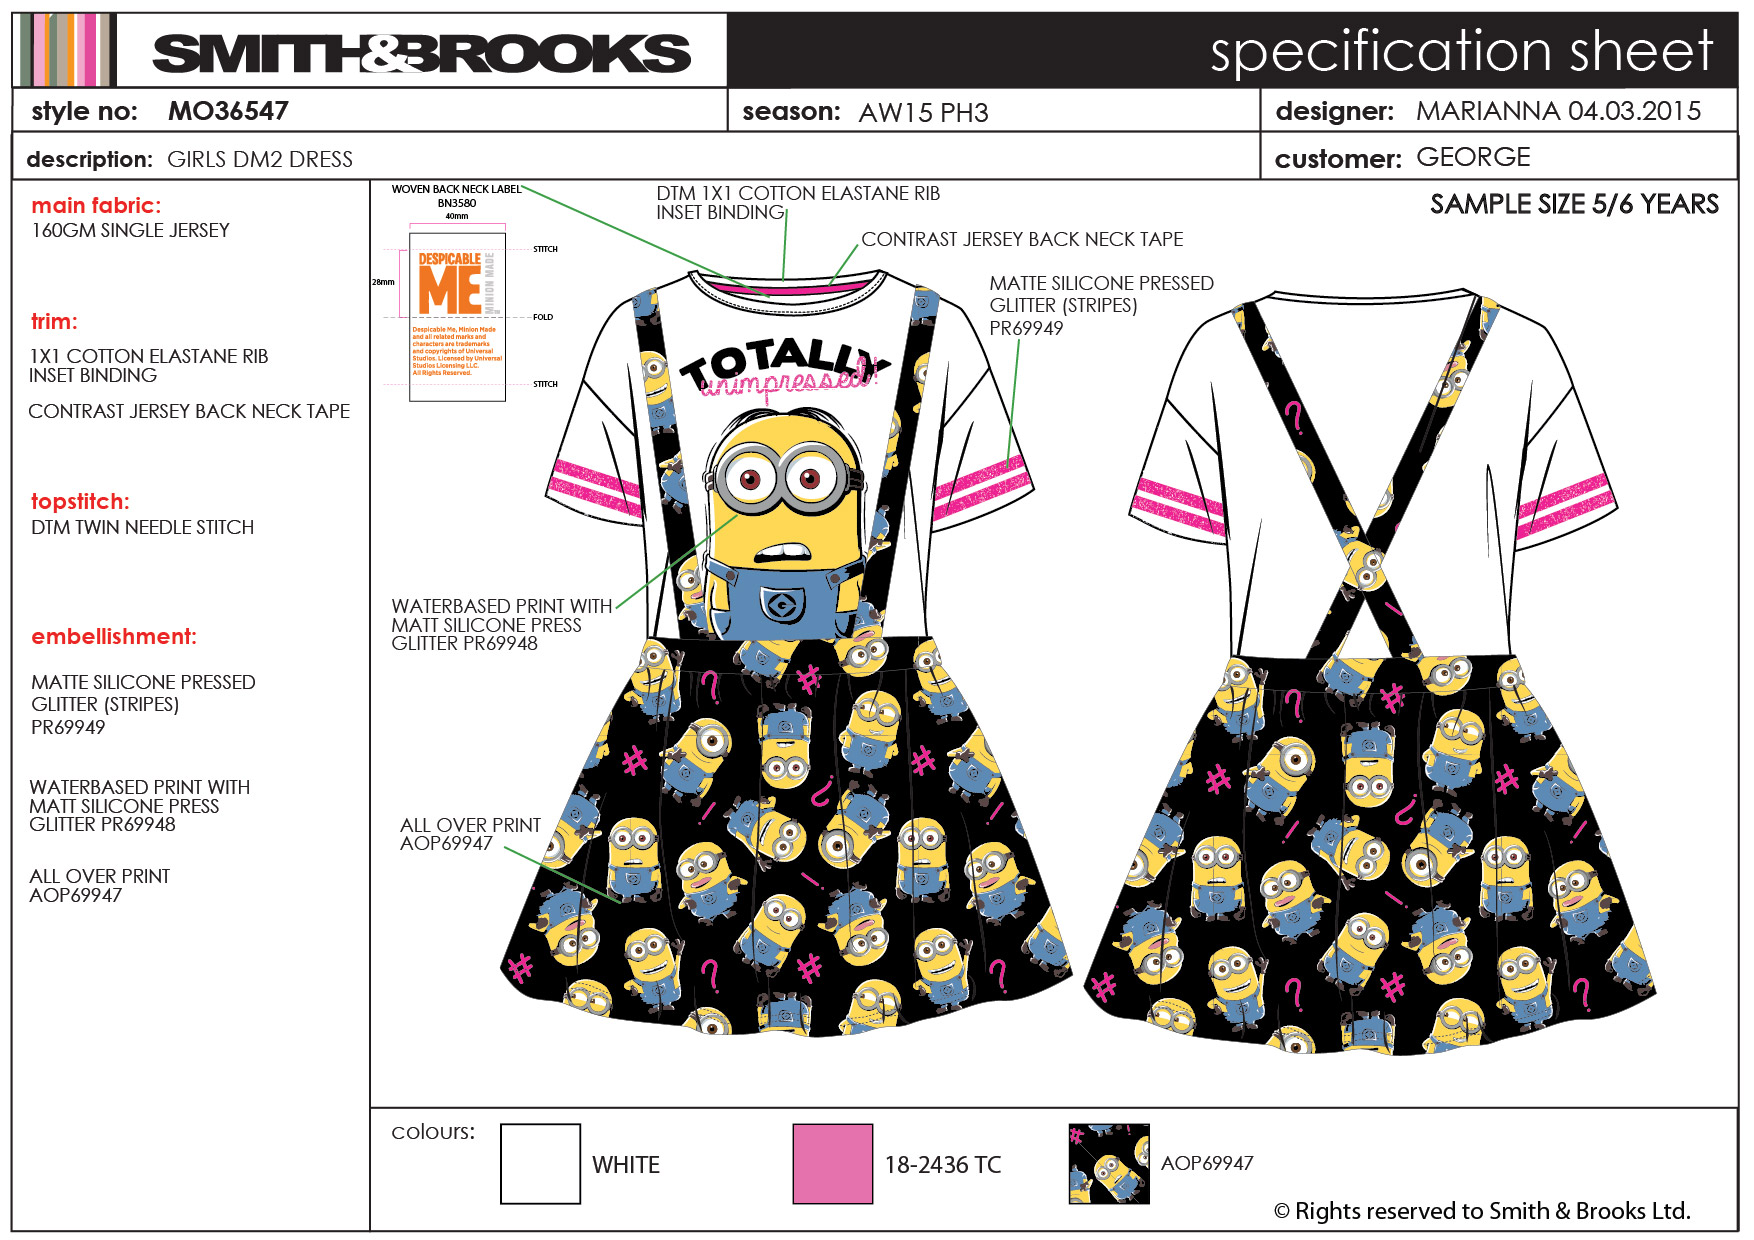 SMITH&BROOKS
specification sheet
style no: MO36547
season: AW15 PH3
designer: MARIANNA 04.03.2015
description: GIRLS DM2 DRESS
customer: GEORGE
main fabric:
160GM SINGLE JERSEY
trim:
1X1 COTTON ELASTANE RIB
INSET BINDING
CONTRAST JERSEY BACK NECK TAPE
topstitch:
DTM TWIN NEEDLE STITCH
embellishment:
MATTE SILICONE PRESSED
GLITTER (STRIPES)
PR69949
WATERBASED PRINT WITH
MATT SILICONE PRESS
GLITTER PR69948
ALL OVER PRINT
AOP69947
WOVEN BACK NECK LABEL
BN3580
40mm
STITCH
28mm
DESPICABLE
ME
MINION MADE
FOLD
Despicable Me, Minion Made
and all related marks and
characters are trademarks
and copyrights of Universal
Studios. Licensed by Universal
Studios Licensing LLC.
All Rights Reserved.
STITCH
DTM 1X1 COTTON ELASTANE RIB
INSET BINDING
CONTRAST JERSEY BACK NECK TAPE
MATTE SILICONE PRESSED
GLITTER (STRIPES)
PR69949
SAMPLE SIZE 5/6 YEARS
TOTALLY
unimpressed!
WATERBASED PRINT WITH
MATT SILICONE PRESS
GLITTER PR69948
ALL OVER PRINT
AOP69947
colours:
WHITE
18-2436 TC
AOP69947
© Rights reserved to Smith & Brooks Ltd.